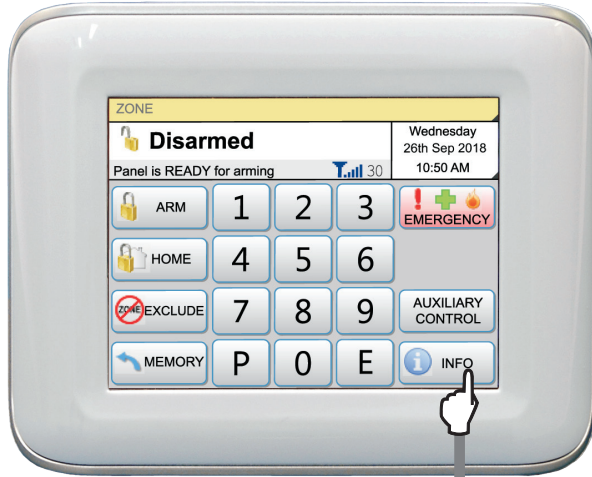 ZONE
Disarmed
Panel is READY for arming
30
Wednesday
26th Sep 2018
10:50 AM
ARM
1
2
3
EMERGENCY
HOME
4
5
6
ZONE
EXCLUDE
7
8
9
AUXILIARY
CONTROL
MEMORY
P
0
E
INFO